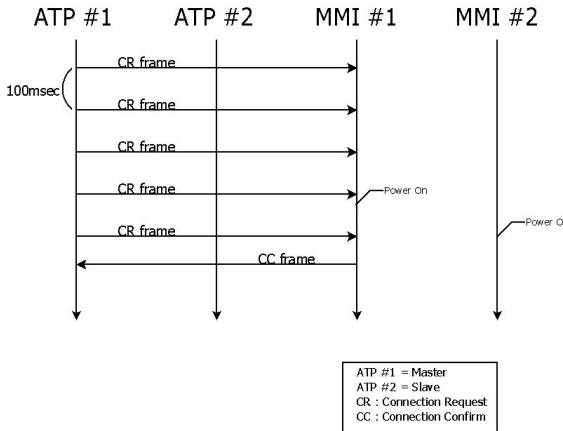 ATP #1 ATP #2 MMI #1 MMI #2
CR frame
100msec
CR frame
CR frame
CR frame
Power On
Power O
CR frame
CC frame
ATP #1 = Master
ATP #2 = Slave
CR : Connection Request
CC : Connection Confirm